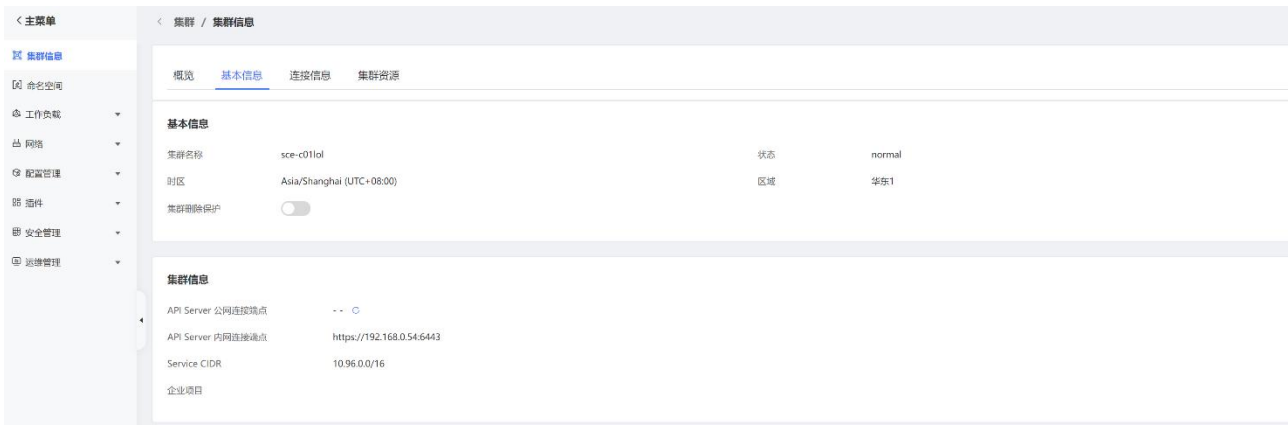 主菜单
集群 / 集群信息
集群信息
命名空间
工作负载
网络
配置管理
插件
安全管理
运维管理
概览 基本信息 连接信息 集群资源
基本信息
集群名称 sce-c01lol 状态 normal
时区 Asia/Shanghai (UTC+08:00) 区域 华东1
集群删除保护
集群信息
API Server 公网连接端点 - -
API Server 内网连接端点 https://192.168.0.54:6443
Service CIDR 10.96.0.0/16
企业项目